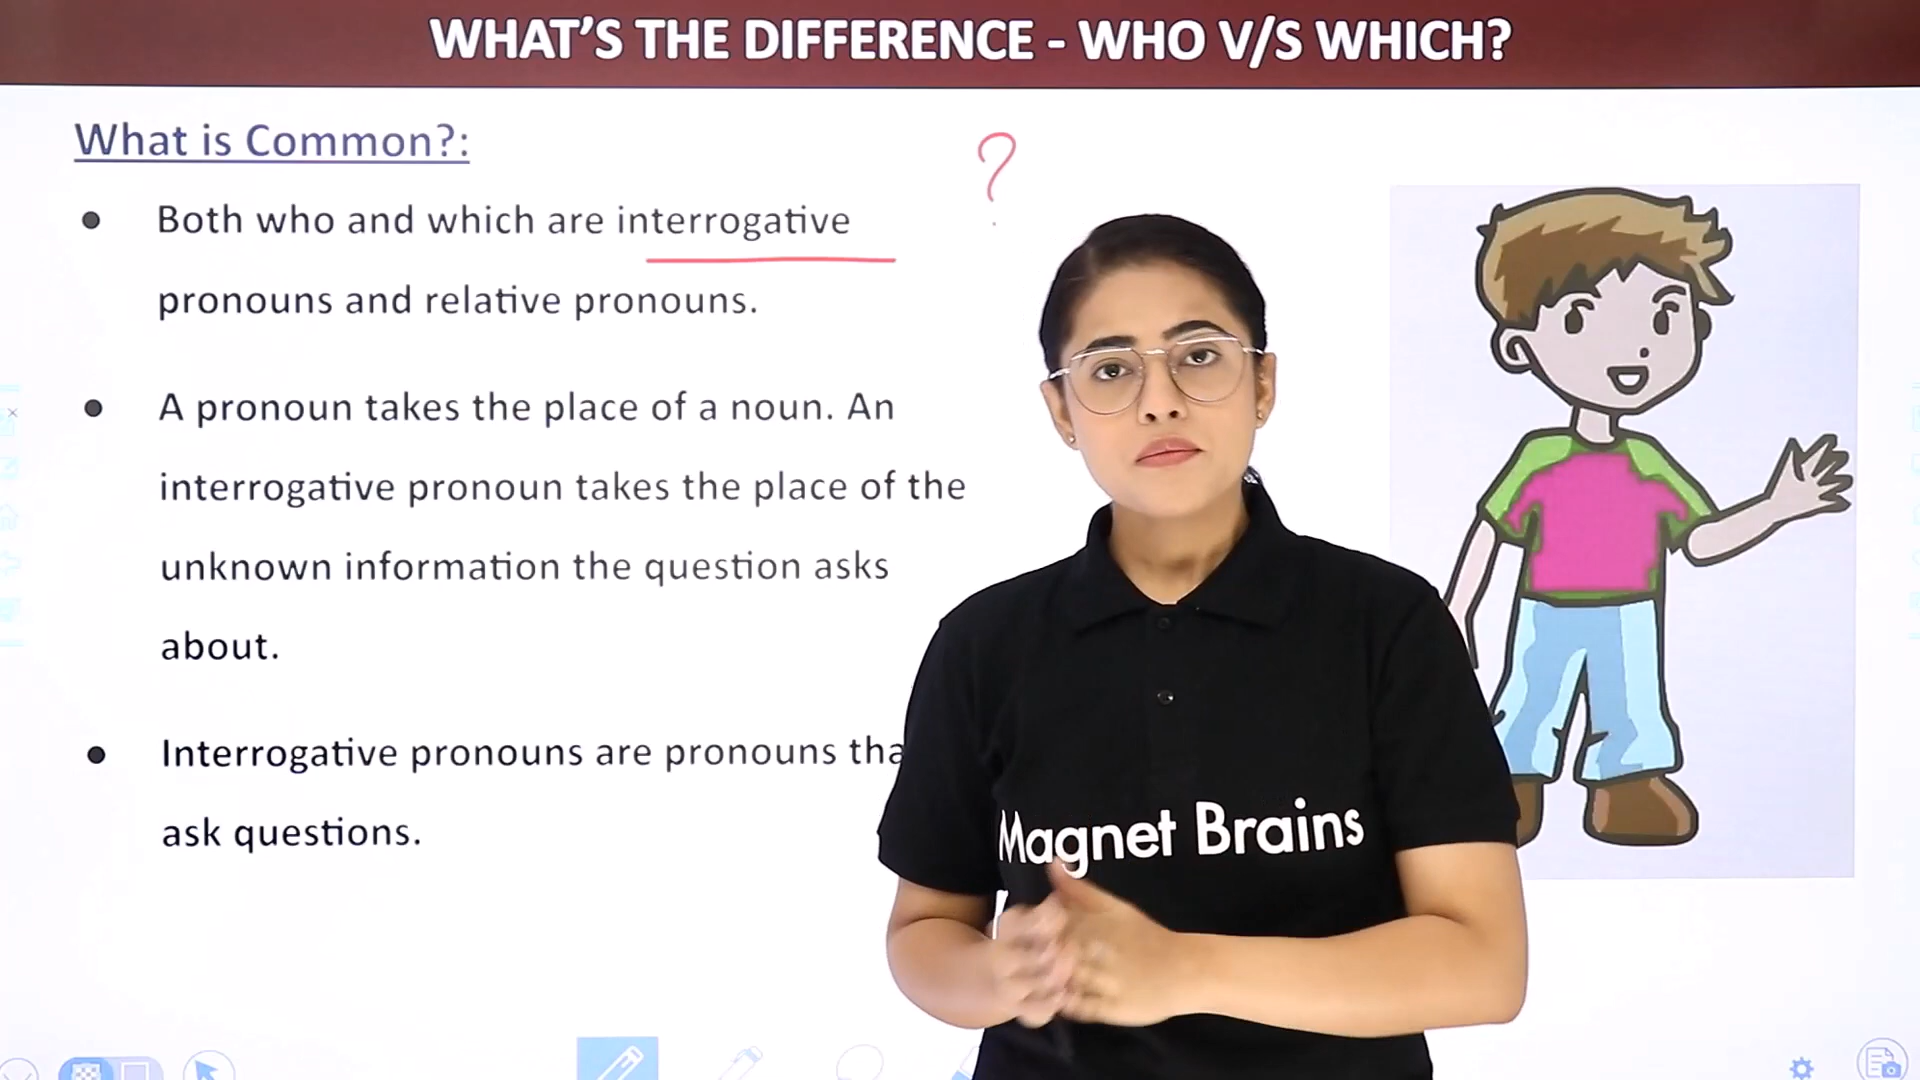 WHAT'S THE DIFFERENCE - WHO V/S WHICH?
What is Common?:
● Both who and which are interrogative
pronouns and relative pronouns.
● A pronoun takes the place of a noun. An
interrogative pronoun takes the place of the
unknown information the question asks
about.
● Interrogative pronouns are pronouns tha
ask questions.
?
Magnet Brains